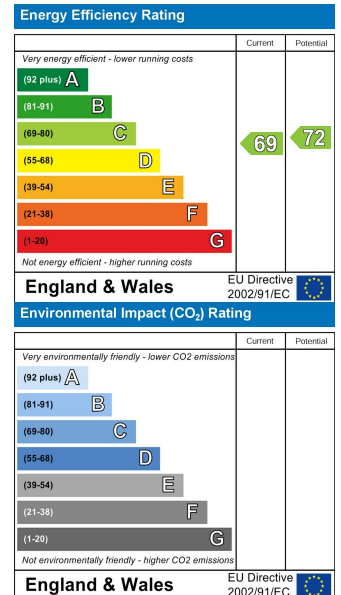 Energy Efficiency Rating
Current Potential
Very energy efficient - lower running costs
(92 plus) A
(81-91) B
(69-80) C
69 72
(55-68) D
(39-54) E
(21-38) F
(1-20) G
Not energy efficient - higher running costs
England & Wales
EU Directive
2002/91/EC
Environmental Impact (CO₂) Rating
Current Potential
Very environmentally friendly - lower CO2 emissions
(92 plus) A
(81-91) B
(69-80) C
(55-68) D
(39-54) E
(21-38) F
(1-20) G
Not environmentally friendly - higher CO2 emissions
England & Wales
EU Directive
2002/91/EC